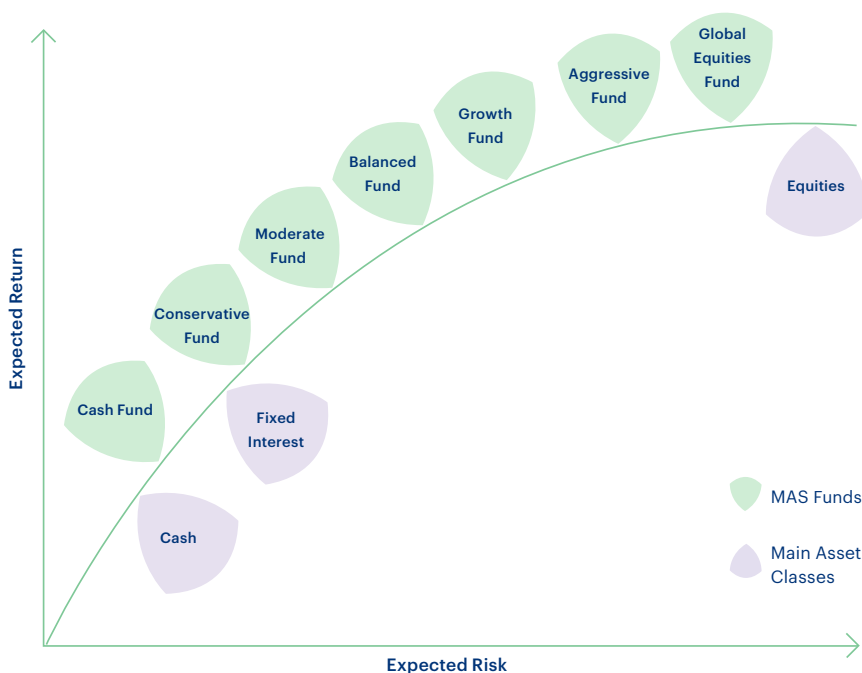 Global
Equities
Fund
Aggressive
Fund
Growth
Fund
Balanced
Fund
Equities
Moderate
Fund
Conservative
Fund
Cash Fund
Fixed
Interest
Cash
MAS Funds
Main Asset
Classes
Expected Return
Expected Risk